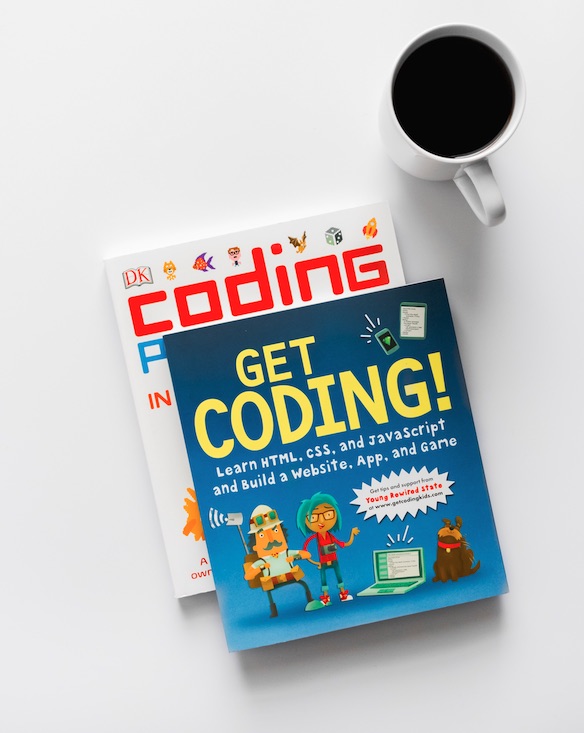 DK
coding
IN
A
own
GET
CODING!
Learn HTML, CSS, and JavaScript
and Build a Website, App, and Game
Get tips and support from
Young Rewired State
at www.getcodingkids.com